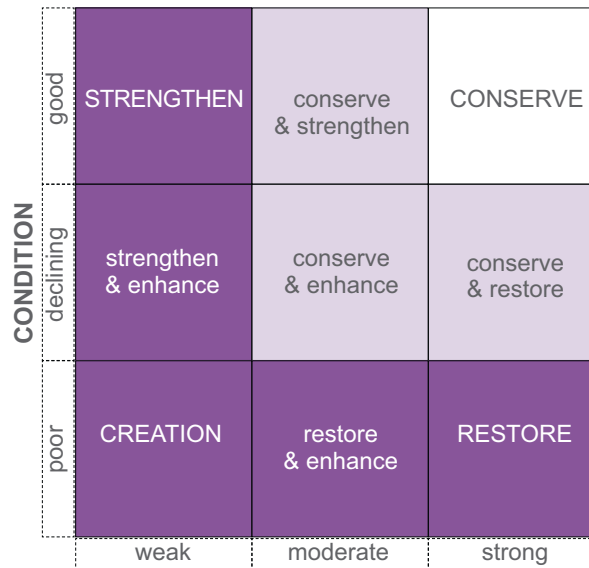 CONDITION
good
STRENGTHEN
conserve
& strengthen
CONSERVE
declining
strengthen
& enhance
conserve
& enhance
conserve
& restore
poor
CREATION
restore
& enhance
RESTORE
weak
moderate
strong